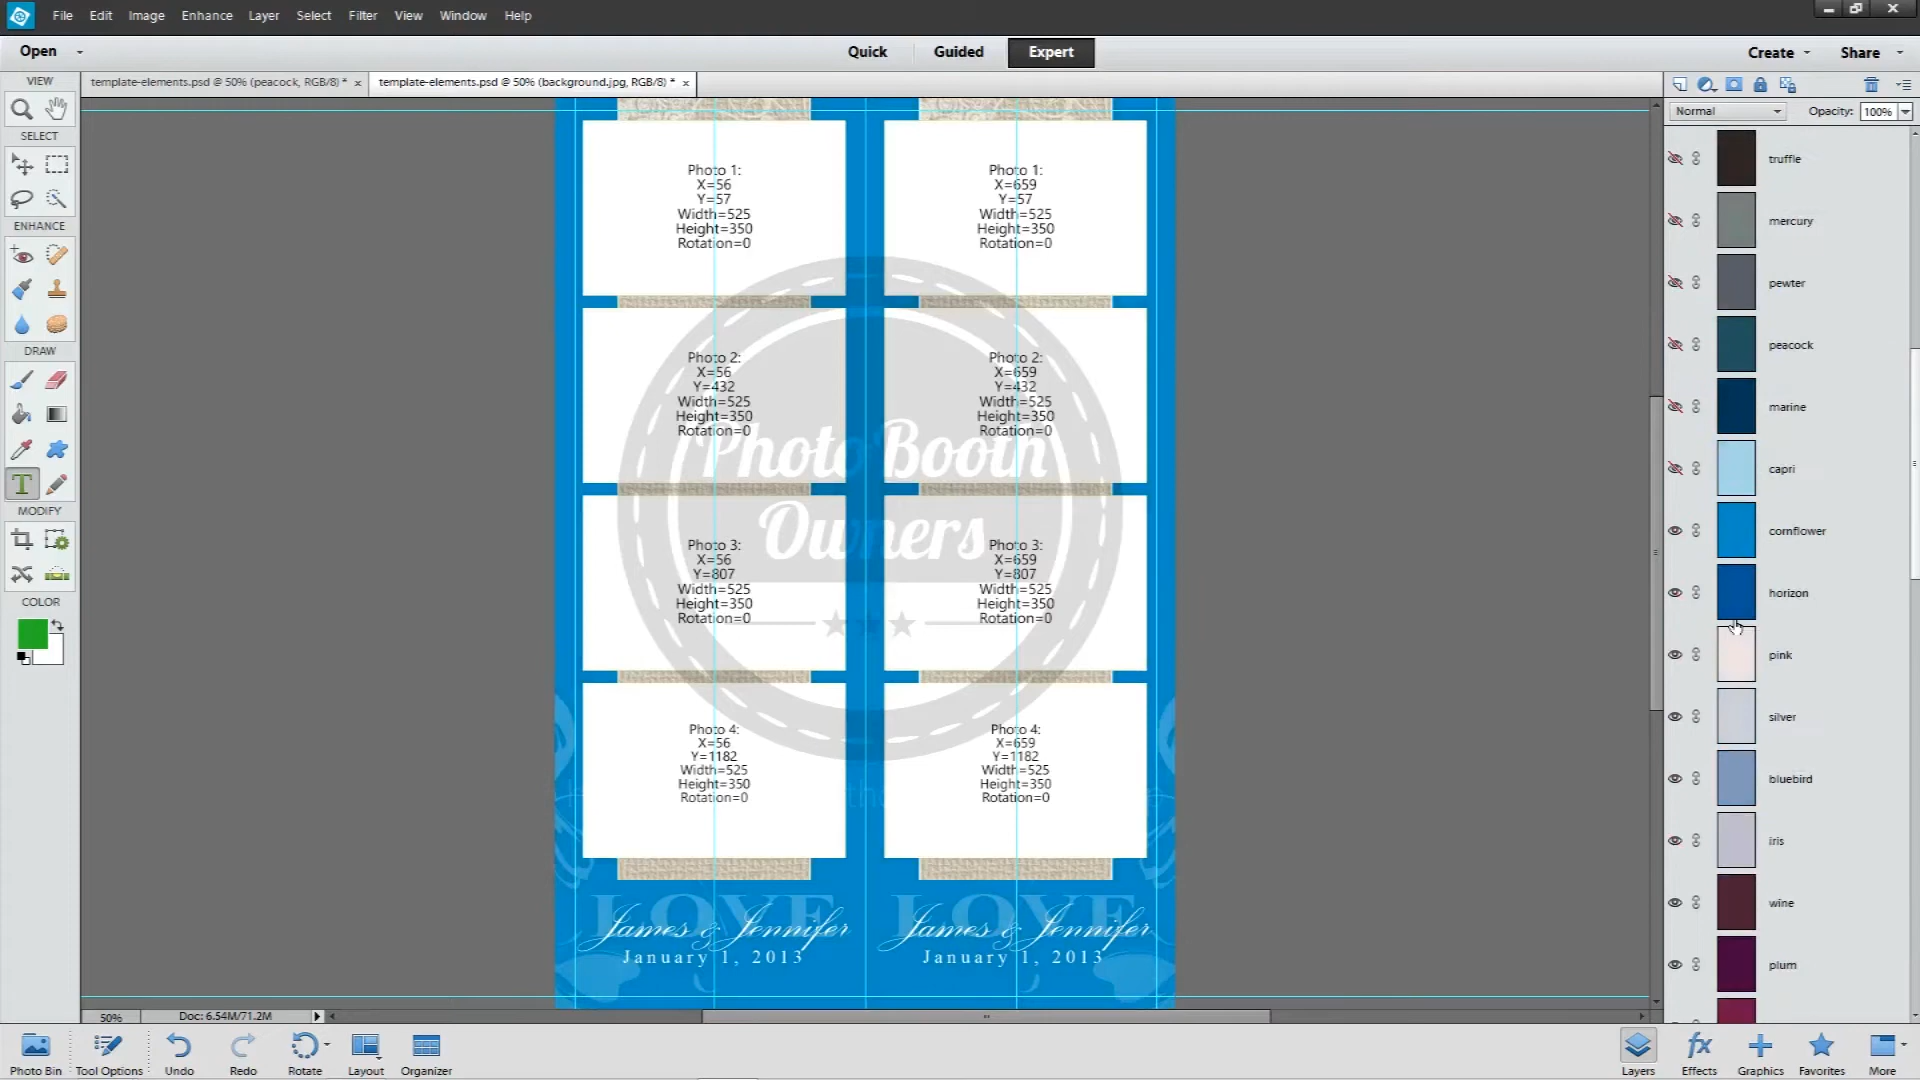 File Edit Image Enhance Layer Select Filter View Window Help
Open Quick Guided Expert Create Share
VIEW
template-elements.psd @ 50% (peacock, RGB/8) * ×
template-elements.psd @ 50% (background.jpg, RGB/8) * ×
Normal Opacity: 100%
SELECT
ENHANCE
DRAW
T
MODIFY
COLOR
Photo 1:
X=56
Y=57
Width=525
Height=350
Rotation=0
Photo 1:
X=659
Y=57
Width=525
Height=350
Rotation=0
Photo 2:
X=56
Y=432
Width=525
Height=350
Rotation=0
Photo 2:
X=659
Y=432
Width=525
Height=350
Rotation=0
Photo Booth
Owners
Photo 3:
X=56
Y=807
Width=525
Height=350
Rotation=0
Photo 3:
X=659
Y=807
Width=525
Height=350
Rotation=0
Photo 4:
X=56
Y=1182
Width=525
Height=350
Rotation=0
Photo 4:
X=659
Y=1182
Width=525
Height=350
Rotation=0
LOVE
James & Jennifer
January 1, 2013
LOVE
James & Jennifer
January 1, 2013
truffle
mercury
pewter
peacock
marine
capri
cornflower
horizon
pink
silver
bluebird
iris
wine
plum
50% Doc: 6.54M/71.2M
Photo Bin Tool Options Undo Redo Rotate Layout Organizer
fx
Layers Effects Graphics Favorites More